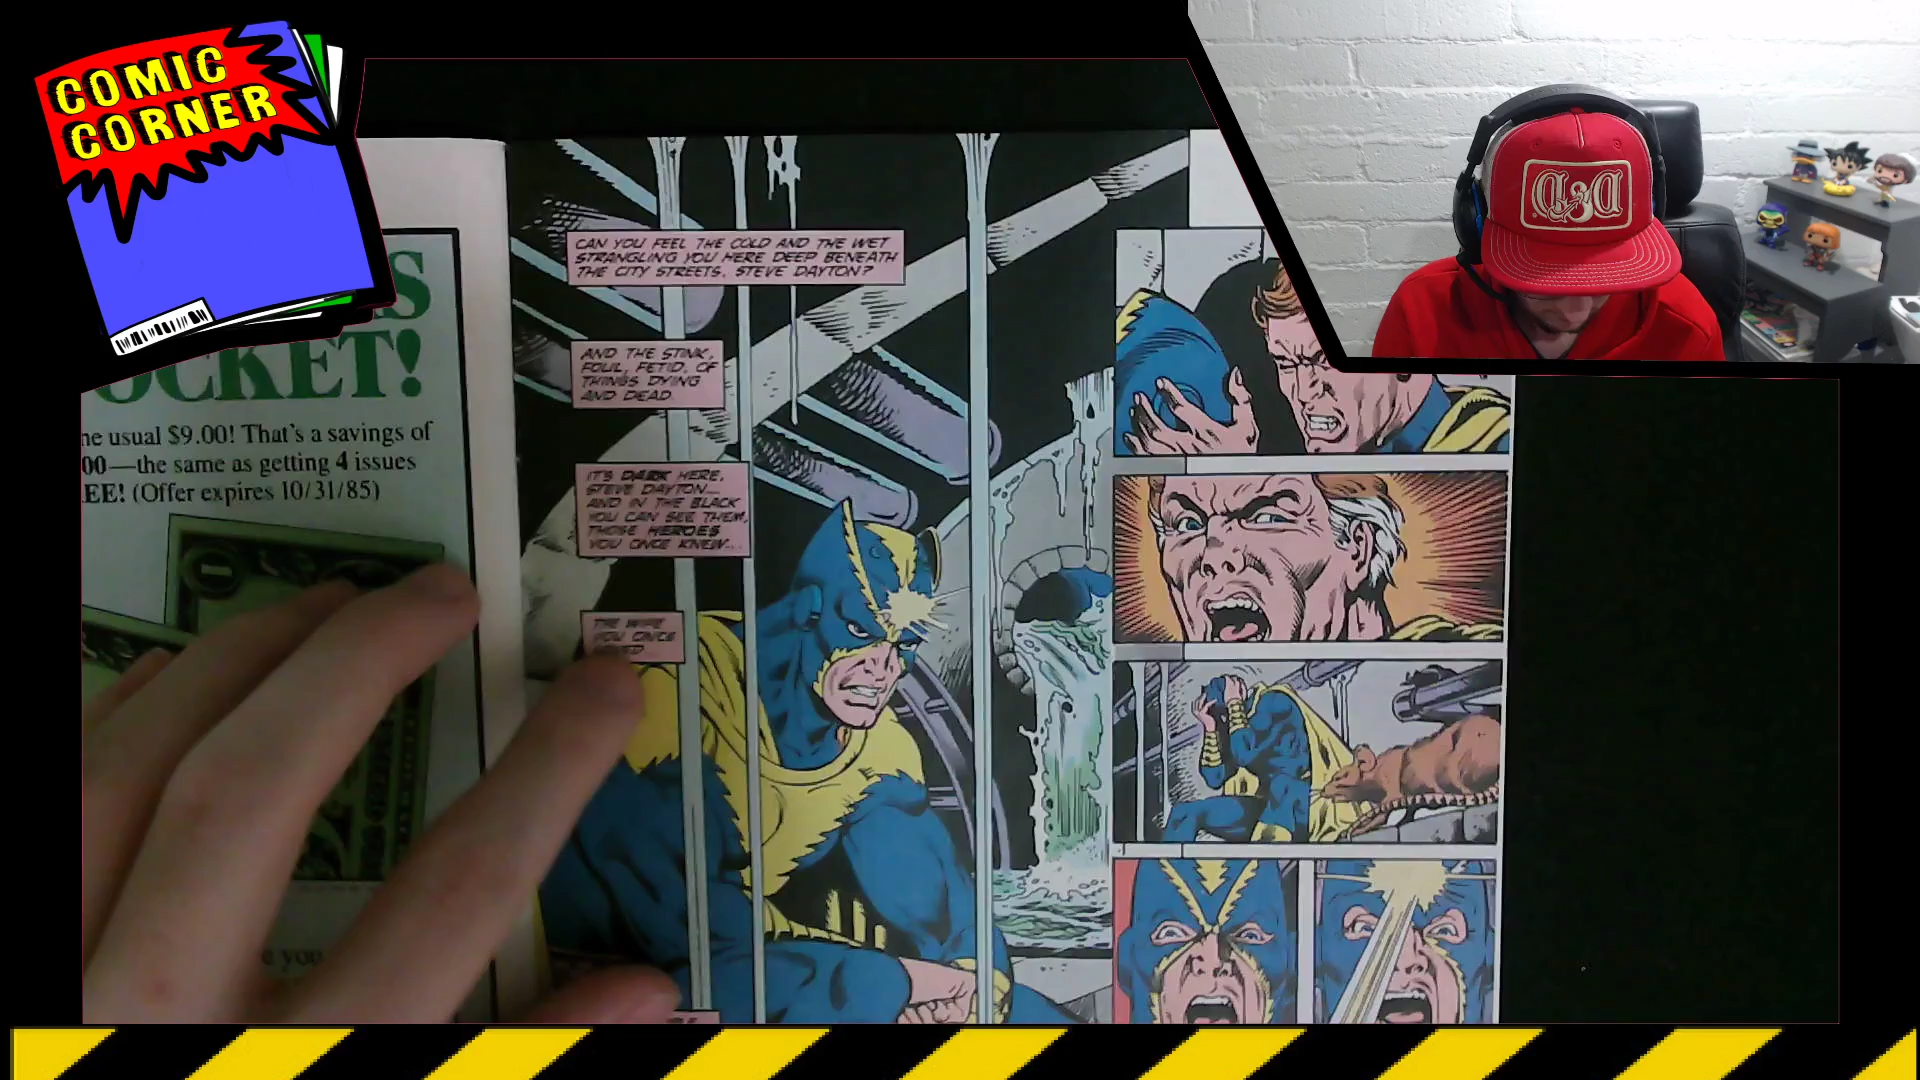 COMIC
CORNER
OCKET!
he usual $9.00! That's a savings of
00—the same as getting 4 issues
EE! (Offer expires 10/31/85)
e you
CAN YOU FEEL THE COLD AND THE WET
STRANGLING YOU HERE DEEP BENEATH
THE CITY STREETS, STEVE DAYTON?
AND THE STINK,
FOUL, FETID, OF
THINGS DYING
AND DEAD.
IT'S DARK HERE,
STEVE DAYTON...
AND IN THE BLACK
YOU CAN SEE THEM,
THOSE HEROES
YOU ONCE KNEW...
THE WIFE
YOU ONCE
D&D